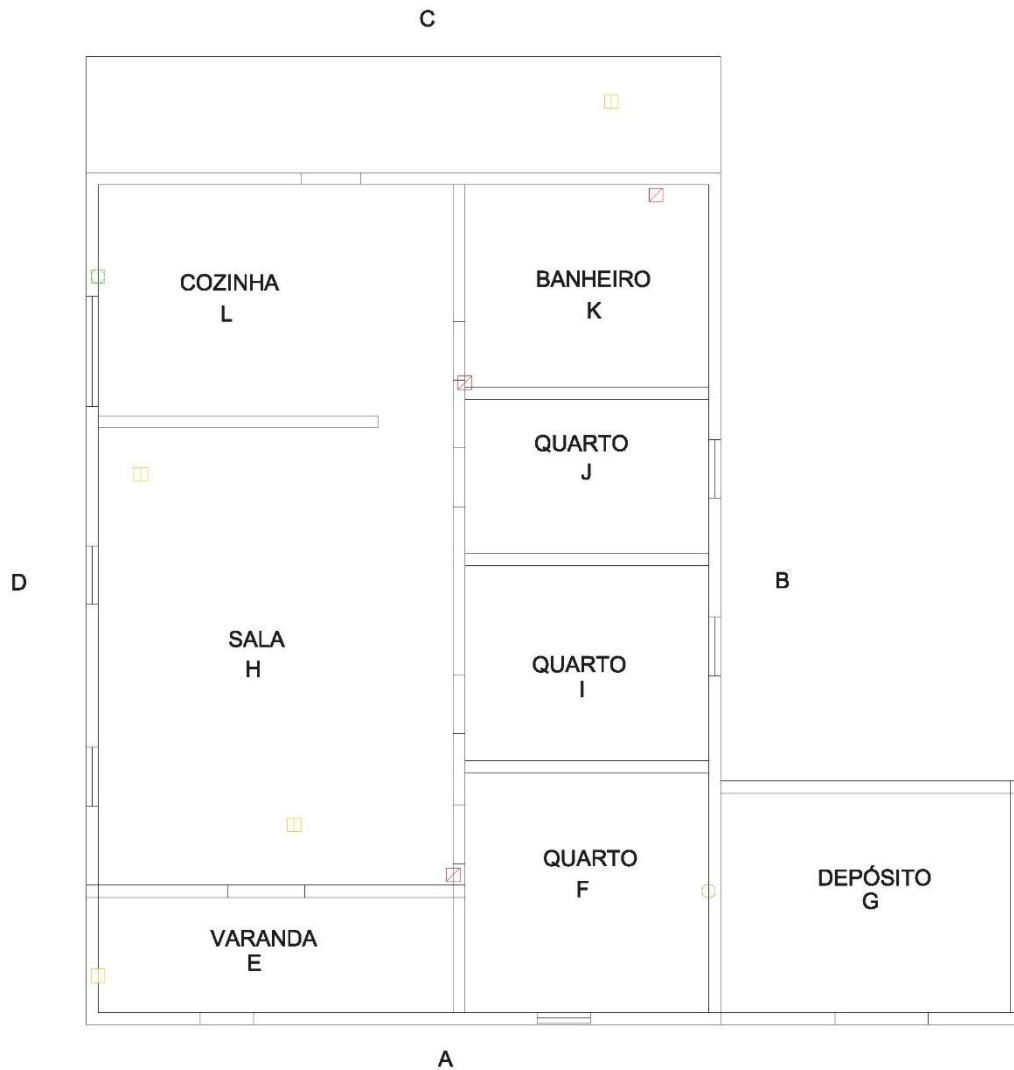 C
COZINHA
L
BANHEIRO
K
QUARTO
J
D
B
SALA
H
QUARTO
I
QUARTO
F
DEPÓSITO
G
VARANDA
E
A